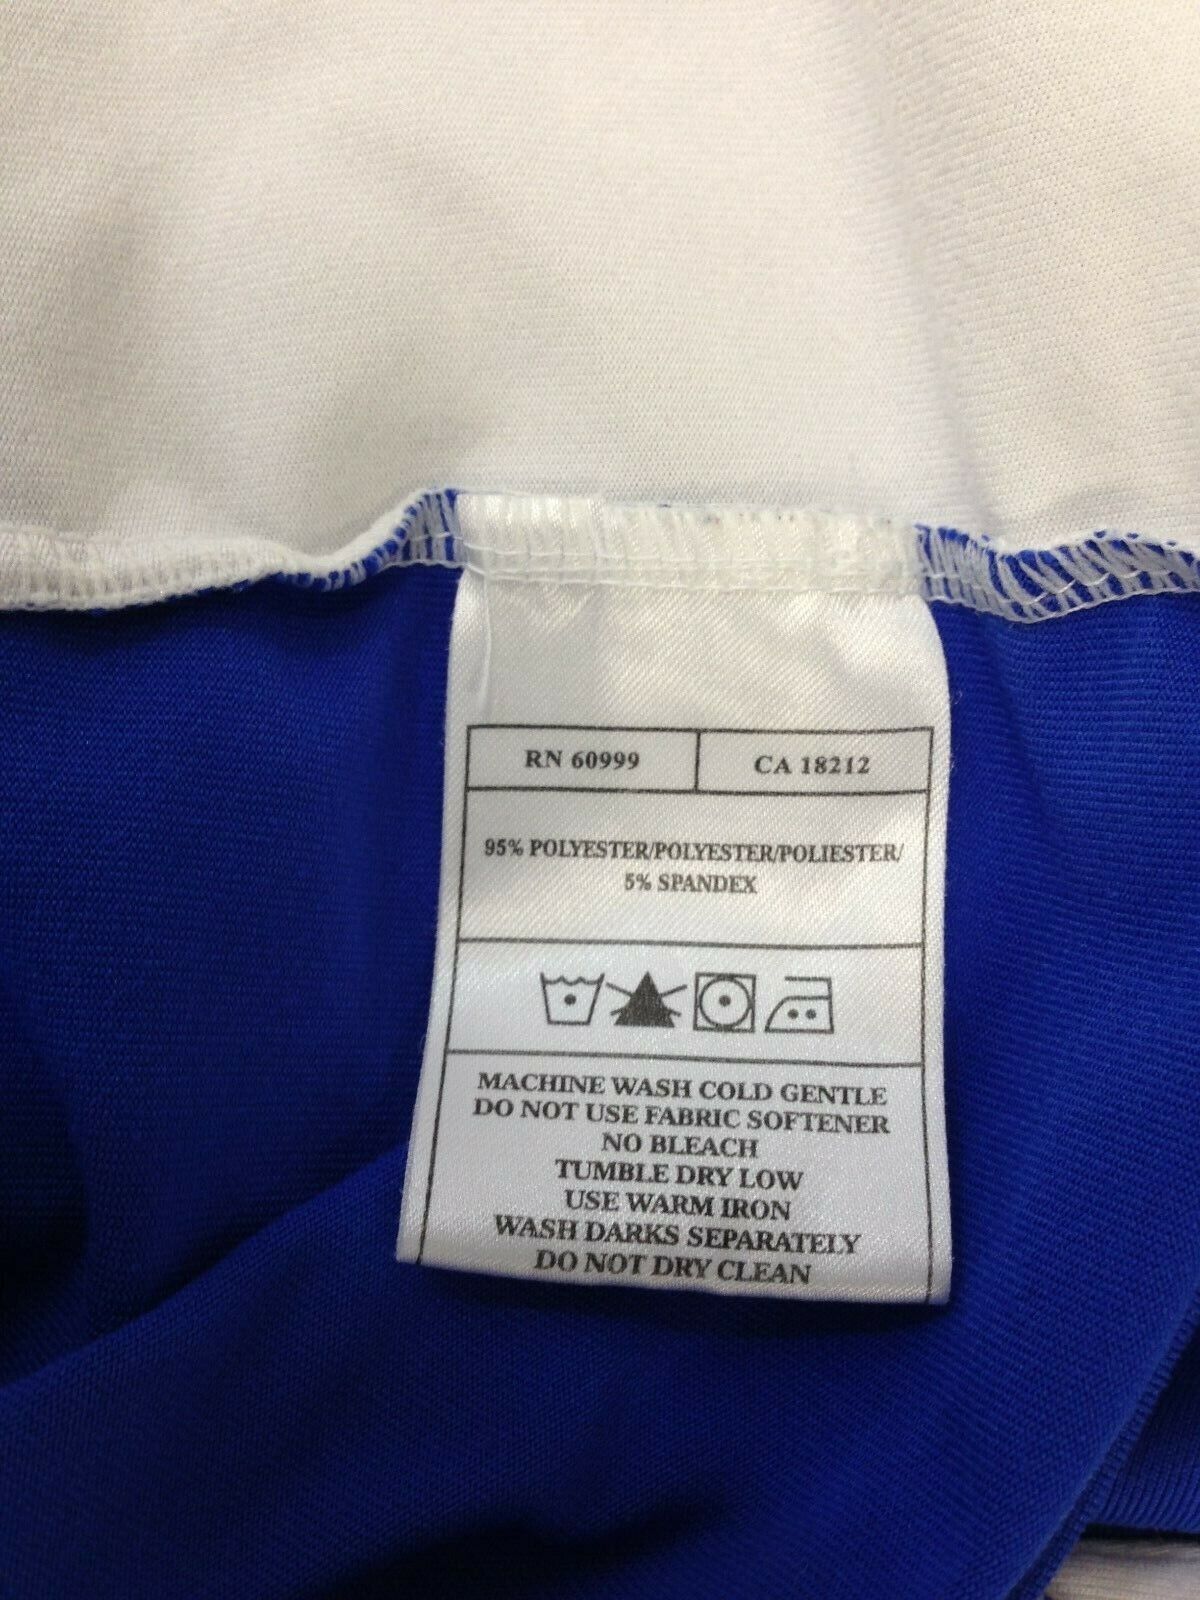 RN 60999 CA 18212
95% POLYESTER/POLYESTER/POLIESTER/
5% SPANDEX
MACHINE WASH COLD GENTLE
DO NOT USE FABRIC SOFTENER
NO BLEACH
TUMBLE DRY LOW
USE WARM IRON
WASH DARKS SEPARATELY
DO NOT DRY CLEAN